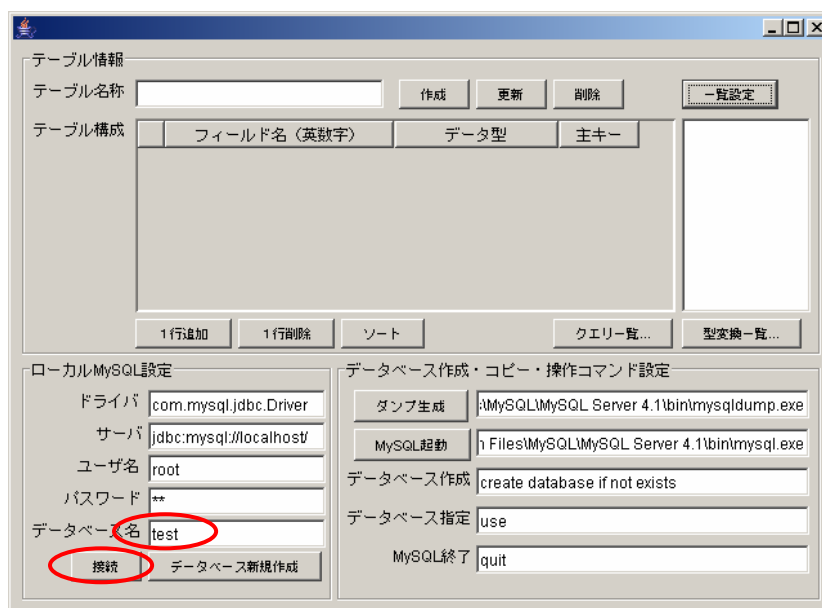 テーブル情報
テーブル名称 作成 更新 削除 一覧設定
テーブル構成 フィールド名（英数字） データ型 主キー
1行追加 1行削除 ソート クエリ一覧... 型変換一覧...
ローカルMySQL設定
ドライバ com.mysql.jdbc.Driver
サーバ jdbc:mysql://localhost/
ユーザ名 root
パスワード **
データベース名 test
接続 データベース新規作成
データベース作成・コピー・操作コマンド設定
ダンプ生成 :\MySQL\MySQL Server 4.1\bin\mysqldump.exe
MySQL起動 n Files\MySQL\MySQL Server 4.1\bin\mysql.exe
データベース作成 create database if not exists
データベース指定 use
MySQL終了 quit